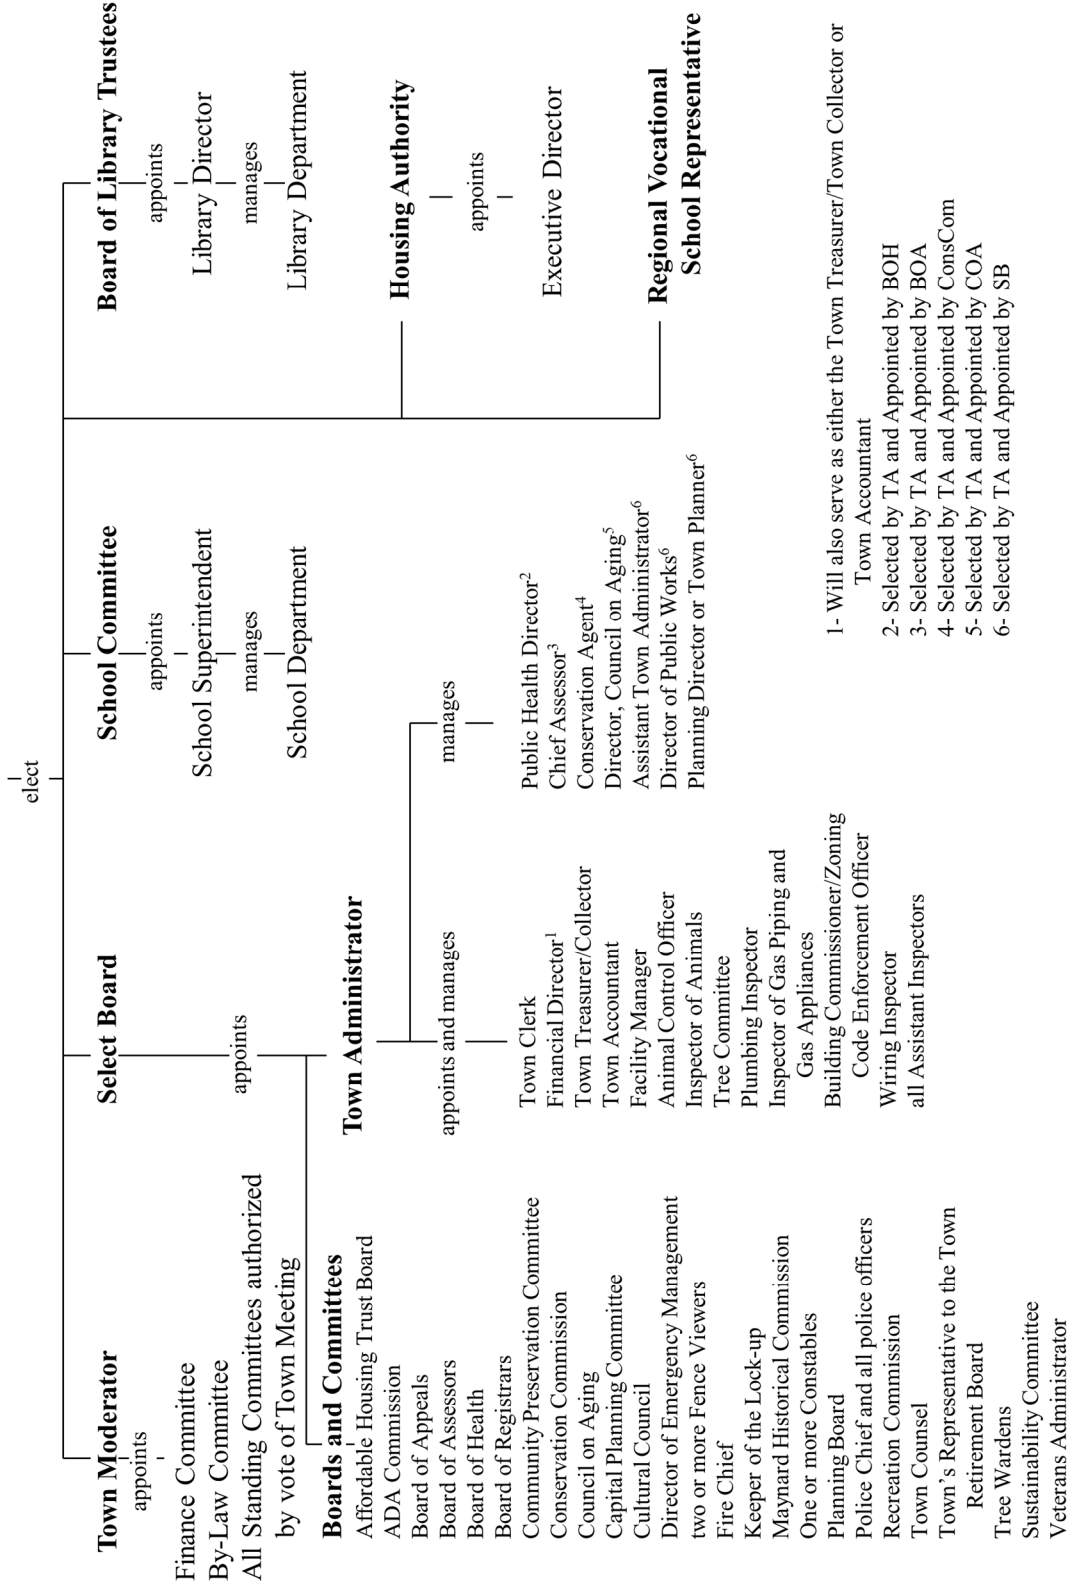 elect
Town Moderator
appoints
Finance Committee
By-Law Committee
All Standing Committees authorized
by vote of Town Meeting
Select Board
appoints
Boards and Committees
Affordable Housing Trust Board
ADA Commission
Board of Appeals
Board of Assessors
Board of Health
Board of Registrars
Community Preservation Committee
Conservation Commission
Council on Aging
Capital Planning Committee
Cultural Council
Director of Emergency Management
two or more Fence Viewers
Fire Chief
Keeper of the Lock-up
Maynard Historical Commission
One or more Constables
Planning Board
Police Chief and all police officers
Recreation Commission
Town Counsel
Town's Representative to the Town
Retirement Board
Tree Wardens
Sustainability Committee
Veterans Administrator
Town Administrator
appoints and manages
Town Clerk
Financial Director¹
Town Treasurer/Collector
Town Accountant
Facility Manager
Animal Control Officer
Inspector of Animals
Tree Committee
Plumbing Inspector
Inspector of Gas Piping and
Gas Appliances
Building Commissioner/Zoning
Code Enforcement Officer
Wiring Inspector
all Assistant Inspectors
manages
Public Health Director²
Chief Assessor³
Conservation Agent⁴
Director, Council on Aging⁵
Assistant Town Administrator⁶
Director of Public Works⁶
Planning Director or Town Planner⁶
School Committee
appoints
School Superintendent
manages
School Department
Board of Library Trustees
appoints
Library Director
manages
Library Department
Housing Authority
appoints
Executive Director
Regional Vocational
School Representative
1- Will also serve as either the Town Treasurer/Town Collector or
Town Accountant
2- Selected by TA and Appointed by BOH
3- Selected by TA and Appointed by BOA
4- Selected by TA and Appointed by ConsCom
5- Selected by TA and Appointed by COA
6- Selected by TA and Appointed by SB